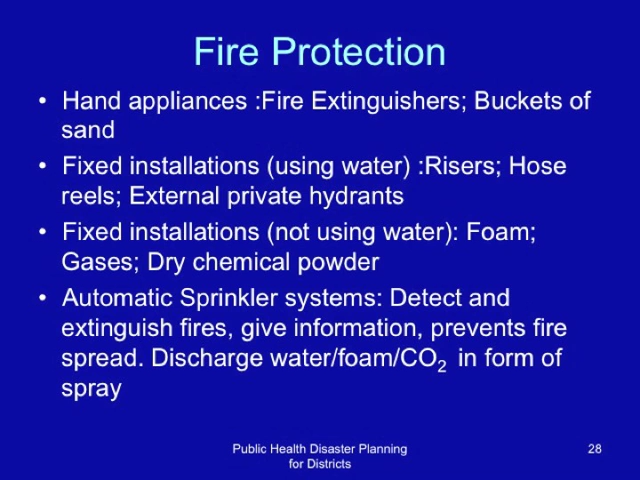 Fire Protection
• Hand appliances :Fire Extinguishers; Buckets of
sand
• Fixed installations (using water) :Risers; Hose
reels; External private hydrants
• Fixed installations (not using water): Foam;
Gases; Dry chemical powder
• Automatic Sprinkler systems: Detect and
extinguish fires, give information, prevents fire
spread. Discharge water/foam/CO₂ in form of
spray
Public Health Disaster Planning
for Districts
28